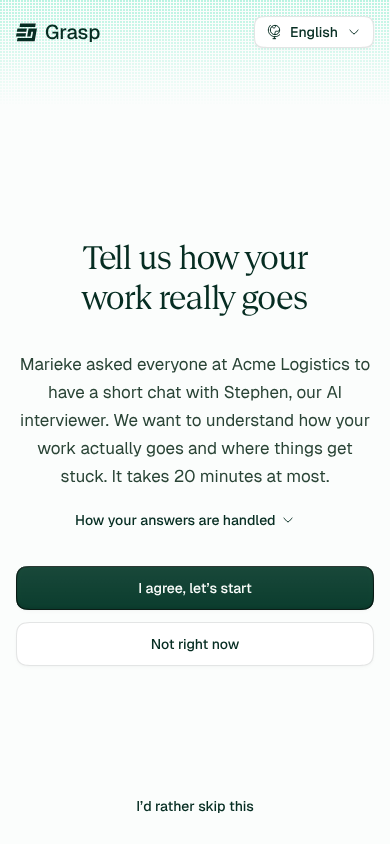 Grasp
English
Tell us how your
work really goes
Marieke asked everyone at Acme Logistics to
have a short chat with Stephen, our AI
interviewer. We want to understand how your
work actually goes and where things get
stuck. It takes 20 minutes at most.
How your answers are handled
I agree, let’s start
Not right now
I’d rather skip this